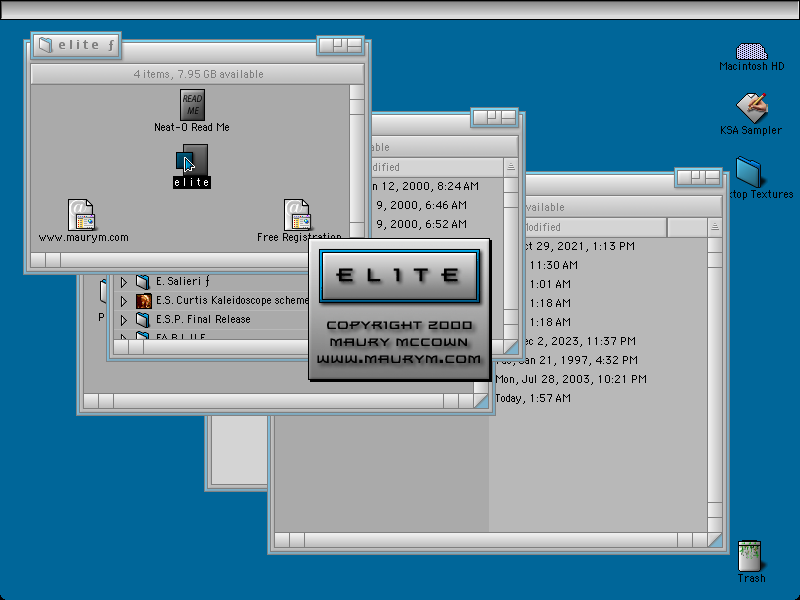 elite ƒ
4 items, 7.95 GB available
READ
ME
Neat-O Read Me
elite
www.maurym.com
Free Registration
able
dified
n 12, 2000, 8:24 AM
9, 2000, 6:46 AM
9, 2000, 6:52 AM
E. Salieri ƒ
E.S. Curtis Kaleidoscope scheme
E.S.P. Final Release
P
ELITE
COPYRIGHT 2000
MAURY MCCOWN
WWW.MAURYM.COM
vailable
odified
ct 29, 2021, 1:13 PM
11:30 AM
1:01 AM
1:18 AM
1:18 AM
ec 2, 2023, 11:37 PM
Jan 21, 1997, 4:32 PM
Mon, Jul 28, 2003, 10:21 PM
Today, 1:57 AM
Macintosh HD
KSA Sampler
ktop Textures
Trash